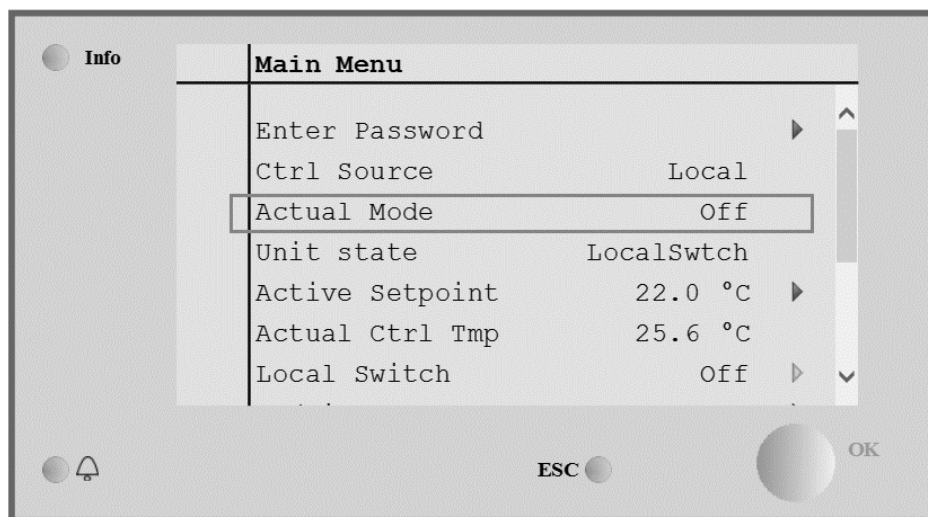 Info
Main Menu
Enter Password
Ctrl Source Local
Actual Mode Off
Unit state LocalSwtch
Active Setpoint 22.0 °C
Actual Ctrl Tmp 25.6 °C
Local Switch Off
OK
ESC